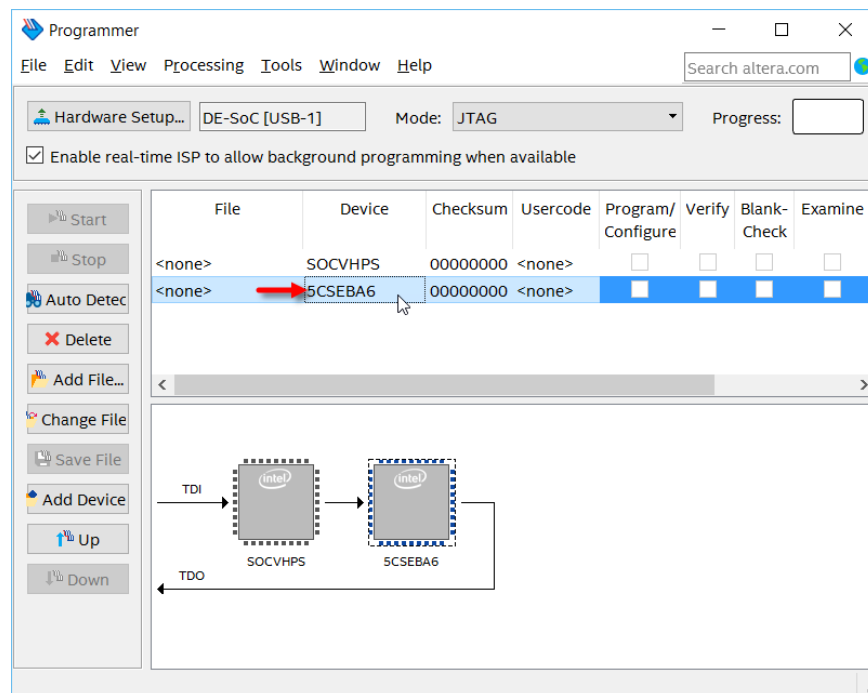 Programmer
File Edit View Processing Tools Window Help
Search altera.com
Hardware Setup... DE-SoC [USB-1] Mode: JTAG Progress:
Enable real-time ISP to allow background programming when available
Start
Stop
Auto Detec
Delete
Add File...
Change File
Save File
Add Device
Up
Down
File Device Checksum Usercode Program/ Verify Blank- Examine
Configure Check
<none> SOCVHPS 00000000 <none>
<none> 5CSEBA6 00000000 <none>
intel intel
TDI
SOCVHPS 5CSEBA6
TDO